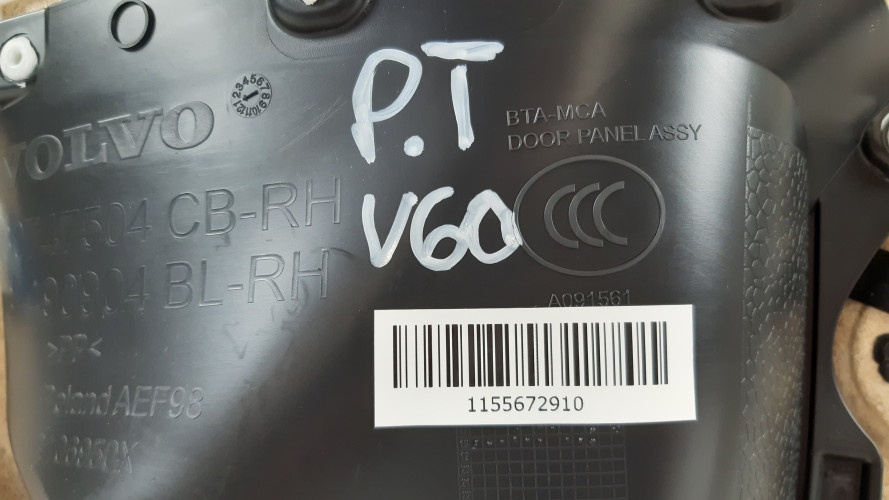 VOLVO
P.T
BTA-MCA
DOOR PANEL ASSY
CB-RH
V60
CCC
BL-RH
A091561
>PP<
AEF98
1155672910